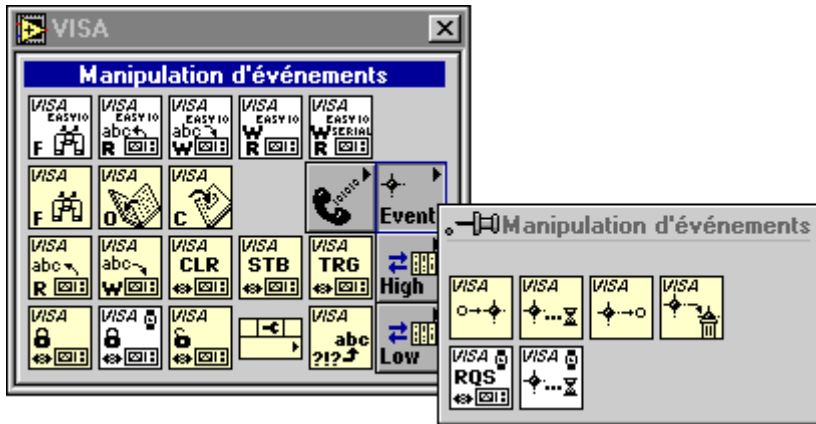 VISA
Manipulation d'événements
VISA EASY IO F
VISA EASY IO abc R
VISA EASY IO abc W
VISA EASY IO W R
VISA EASY IO W SERIAL R
VISA F
VISA O
VISA C
Event
Manipulation d'événements
VISA abc R
VISA abc W
VISA CLR
VISA STB
VISA TRG
High
VISA
VISA
VISA
VISA abc ?!?
Low
VISA
VISA
VISA
VISA
VISA RQS
VISA